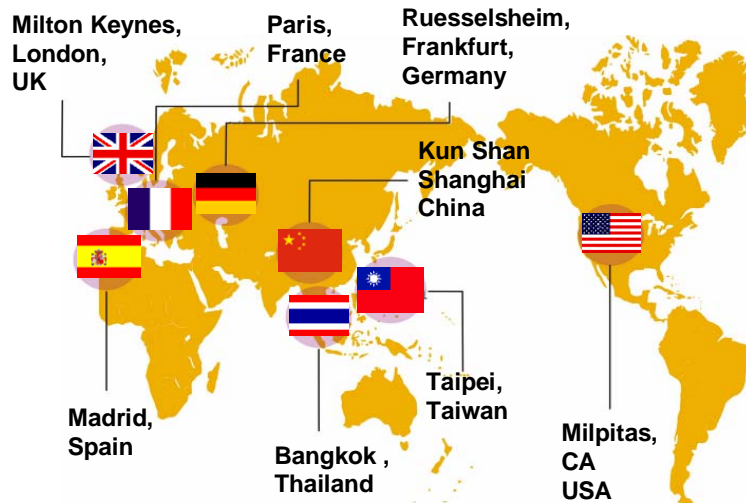 Milton Keynes,
London,
UK
Paris,
France
Ruesselsheim,
Frankfurt,
Germany
Kun Shan
Shanghai
China
Taipei,
Taiwan
Madrid,
Spain
Bangkok ,
Thailand
Milpitas,
CA
USA